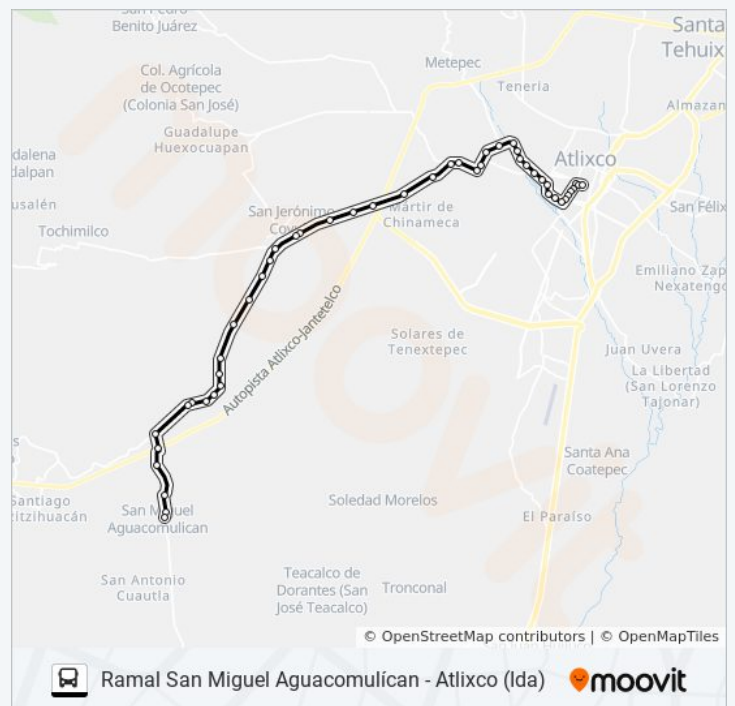 Benito Juárez
Santa
Tehuix
Metepec
Col. Agrícola
de Ocotepec
(Colonia San José)
Teneria
Almazan
Guadalupe
Huexocuapan
dalena
dalpan
Atlixco
usalén
San Jerónimo
Coy
Mártir de
Chinameca
San Félix
Tochimilco
Emiliano Zap
Nexatengo
Autopista Atlixco-Jantetelco
Solares de
Tenextepec
Juan Uvera
La Libertad
(San Lorenzo
Tajonar)
Santa Ana
Coatepec
Santiago
itzihuacán
San Miguel
Aguacomulican
Soledad Morelos
El Paraíso
San Antonio
Cuautla
Teacalco de
Dorantes (San
José Teacalco)
Tronconal
© OpenStreetMap contributors | © OpenMapTiles
Ramal San Miguel Aguacomulícan - Atlixco (Ida)
moovit